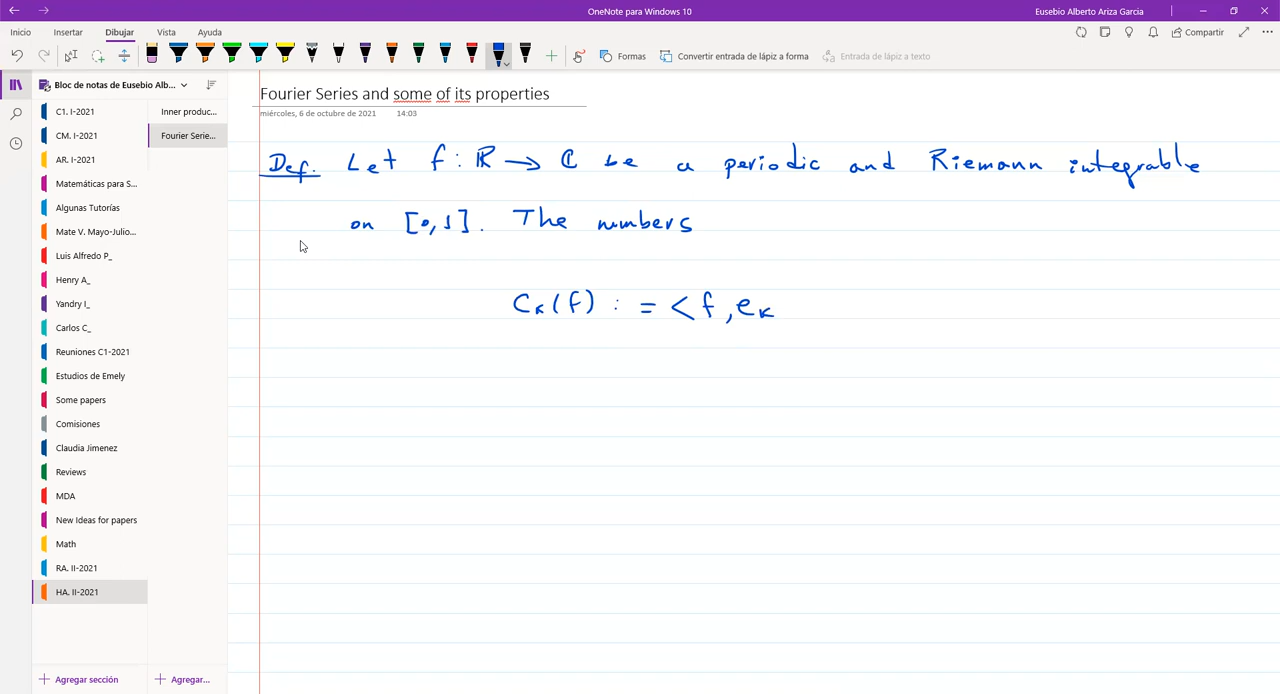 OneNote para Windows 10
Eusebio Alberto Ariza Garcia
Inicio
Insertar
Dibujar
Vista
Ayuda
Compartir
Formas
Convertir entrada de lápiz a forma
Entrada de lápiz a texto
Bloc de notas de Eusebio Alb...
C1. I-2021
CM. I-2021
AR. I-2021
Matemáticas para S...
Algunas Tutorías
Mate V. Mayo-Julio...
Luis Alfredo P_
Henry A_
Yandry I_
Carlos C_
Reuniones C1-2021
Estudios de Emely
Some papers
Comisiones
Claudia Jimenez
Reviews
MDA
New Ideas for papers
Math
RA. II-2021
HA. II-2021
Agregar sección
Inner produc...
Fourier Serie...
Agregar...
Fourier Series and some of its properties
miércoles, 6 de octubre de 2021 14:03
Def. Let f : ℝ → ℂ be a periodic and Riemann integrable
on [0,1]. The numbers
Cₖ(f) := <f, eₖ